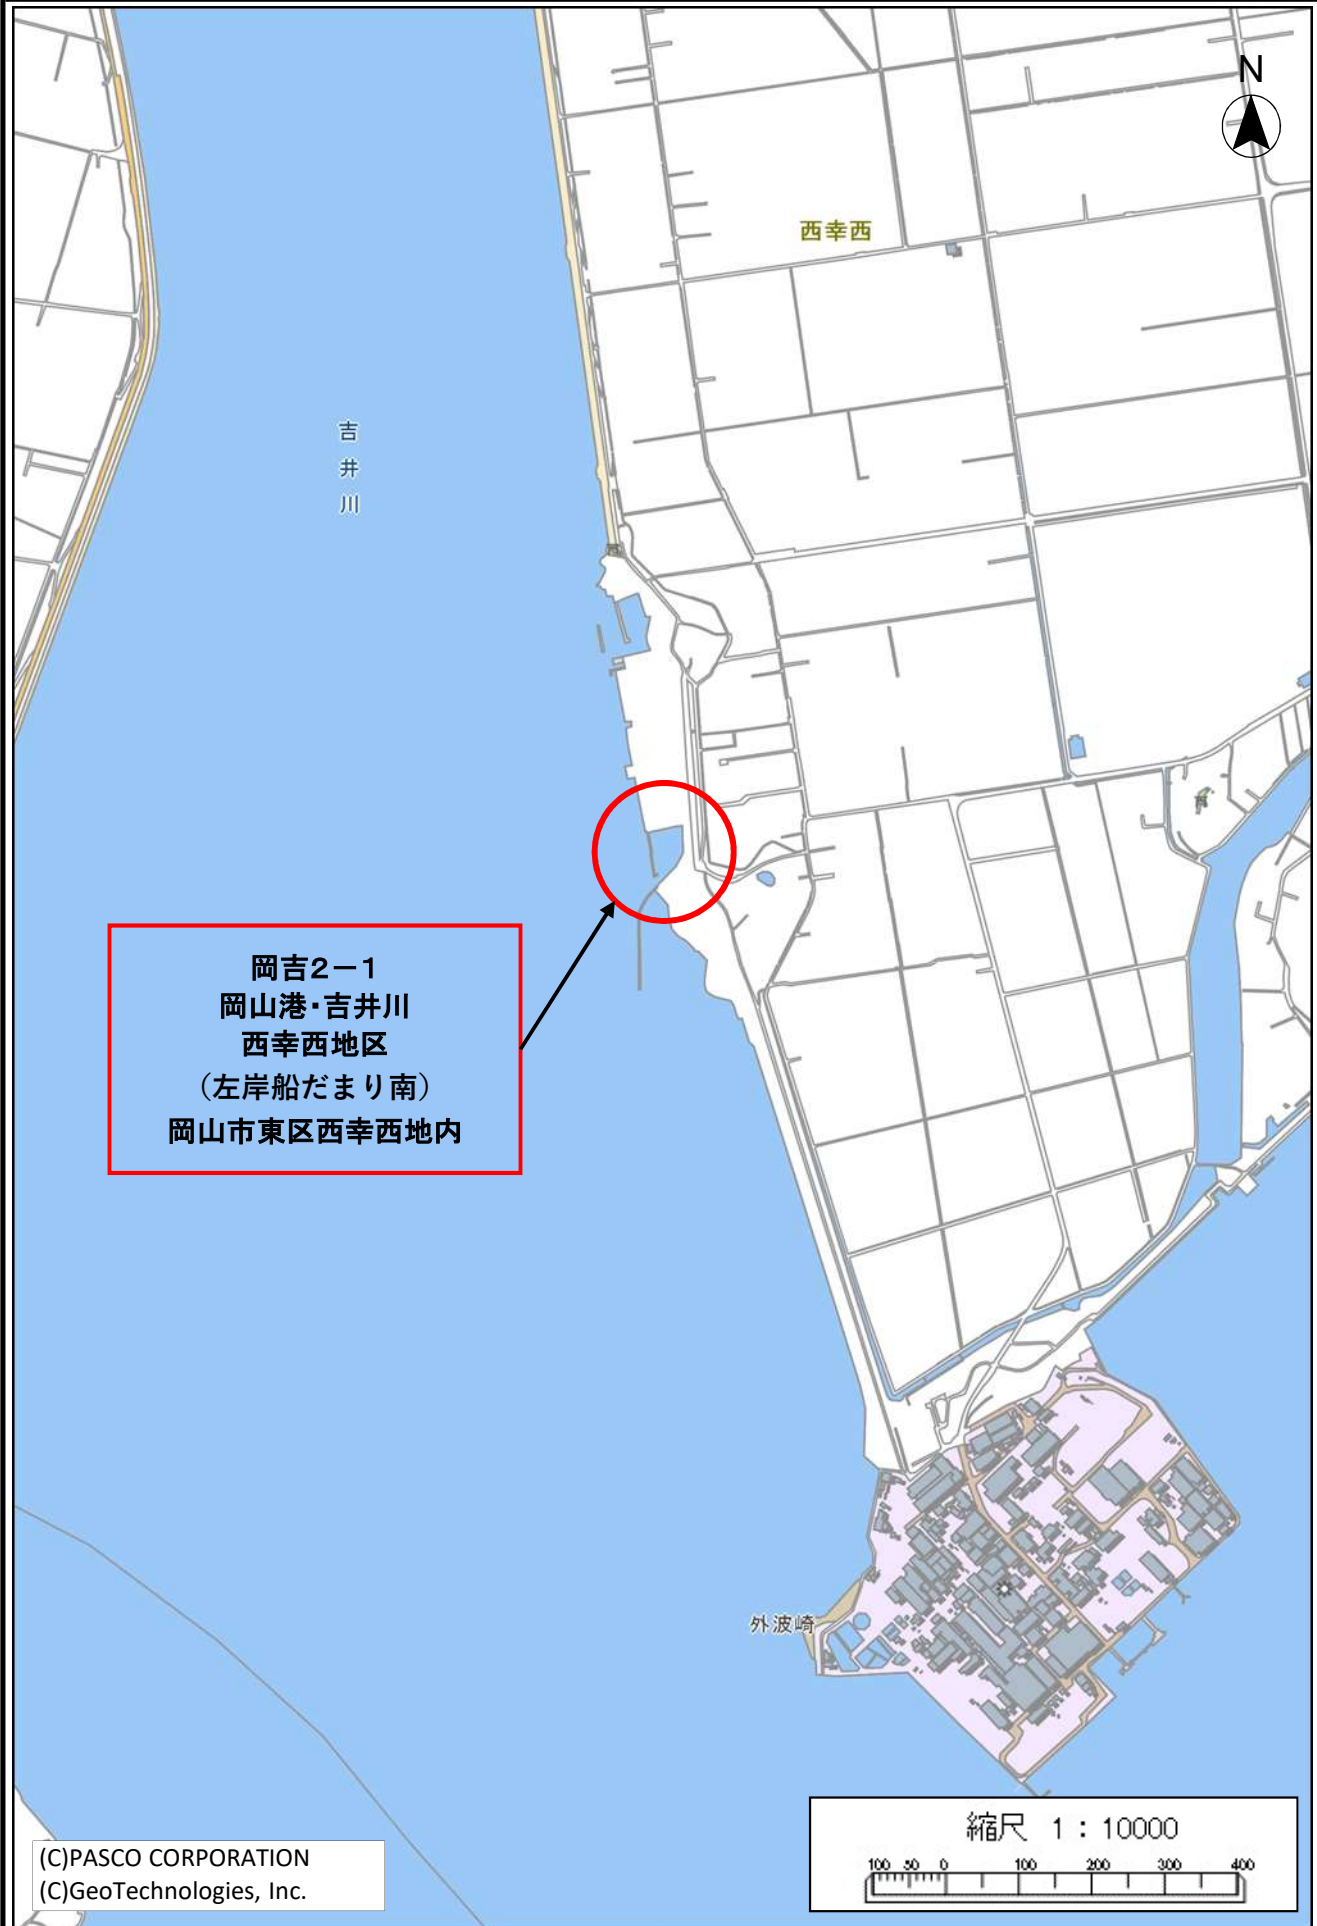 N
西幸西
吉
井
川
岡吉2－1
岡山港・吉井川
西幸西地区
（左岸船だまり南）
岡山市東区西幸西地内
外波崎
縮尺 1：10000
100 50 0 100 200 300 400
(C)PASCO CORPORATION
(C)GeoTechnologies, Inc.